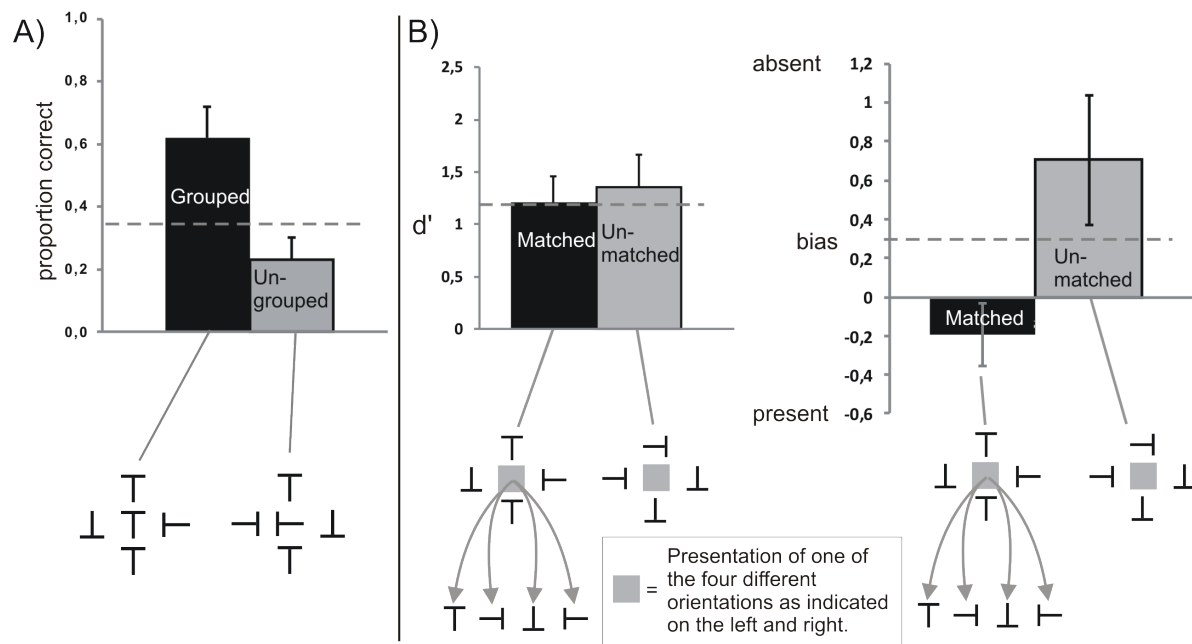 A)
proportion correct
1,0
0,8
0,6
0,4
0,2
0,0
Grouped
Un-
grouped
B)
d'
2,5
2
1,5
1
0,5
0
Matched
Un-
matched
absent
bias
present
1,2
1
0,8
0,6
0,4
0,2
0
-0,2
-0,4
-0,6
Matched
Un-
matched
= Presentation of one of
the four different
orientations as indicated
on the left and right.